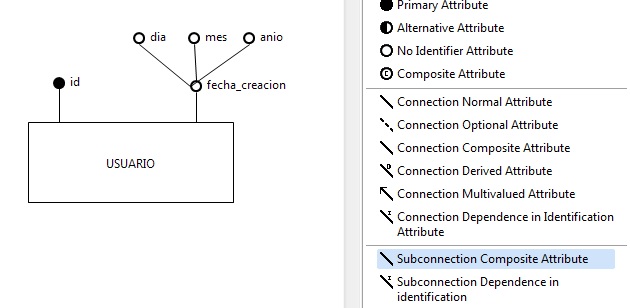 dia
mes
anio
id
fecha_creacion
USUARIO
Primary Attribute
Alternative Attribute
No Identifier Attribute
C
Composite Attribute
Connection Normal Attribute
Connection Optional Attribute
Connection Composite Attribute
D
Connection Derived Attribute
Connection Multivalued Attribute
I
Connection Dependence in Identification
Attribute
Subconnection Composite Attribute
I
Subconnection Dependence in
identification